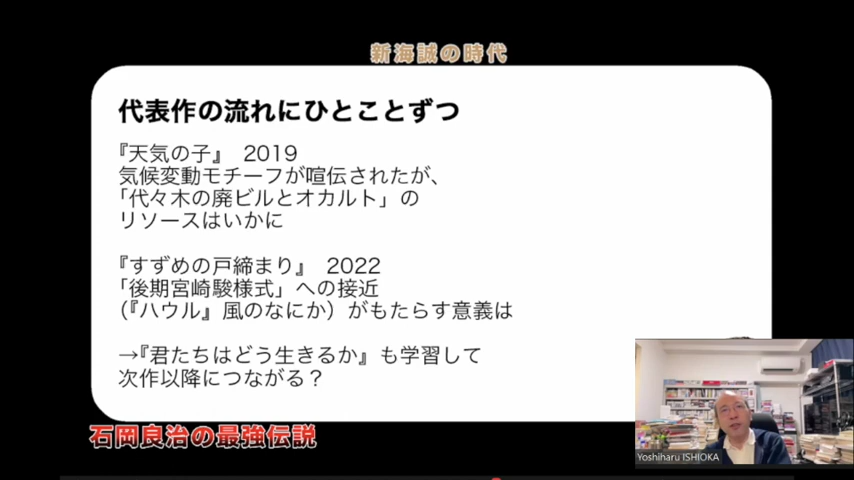 新海誠の時代
代表作の流れにひとことずつ
『天気の子』 2019
気候変動モチーフが喧伝されたが、
「代々木の廃ビルとオカルト」の
リソースはいかに
『すずめの戸締まり』 2022
「後期宮崎駿様式」への接近
（『ハウル』風のなにか）がもたらす意義は
→『君たちはどう生きるか』も学習して
次作以降につながる？
石岡良治の最強伝説
Yoshiharu ISHIOKA